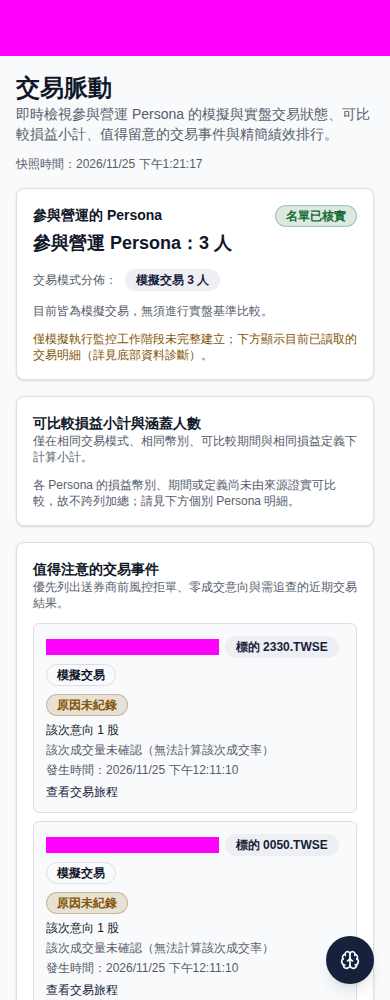 交易脈動
即時檢視參與營運 Persona 的模擬與實盤交易狀態、可比
較損益小計、值得留意的交易事件與精簡績效排行。
快照時間：2026/11/25 下午1:21:17
參與營運的 Persona
名單已核實
參與營運 Persona：3 人
交易模式分佈：
模擬交易 3 人
目前皆為模擬交易，無須進行實盤基準比較。
僅模擬執行監控工作階段未完整建立；下方顯示目前已讀取的
交易明細（詳見底部資料診斷）。
可比較損益小計與涵蓋人數
僅在相同交易模式、相同幣別、可比較期間與相同損益定義下
計算小計。
各 Persona 的損益幣別、期間或定義尚未由來源證實可比
較，故不跨列加總；請見下方個別 Persona 明細。
值得注意的交易事件
優先列出送券商前風控拒單、零成交意向與需追查的近期交易
結果。
標的 2330.TWSE
模擬交易
原因未紀錄
該次意向 1 股
該次成交量未確認（無法計算該次成交率）
發生時間：2026/11/25 下午12:11:10
查看交易旅程
標的 0050.TWSE
模擬交易
原因未紀錄
該次意向 1 股
該次成交量未確認（無法計算該次成交率）
發生時間：2026/11/25 下午12:11:10
查看交易旅程